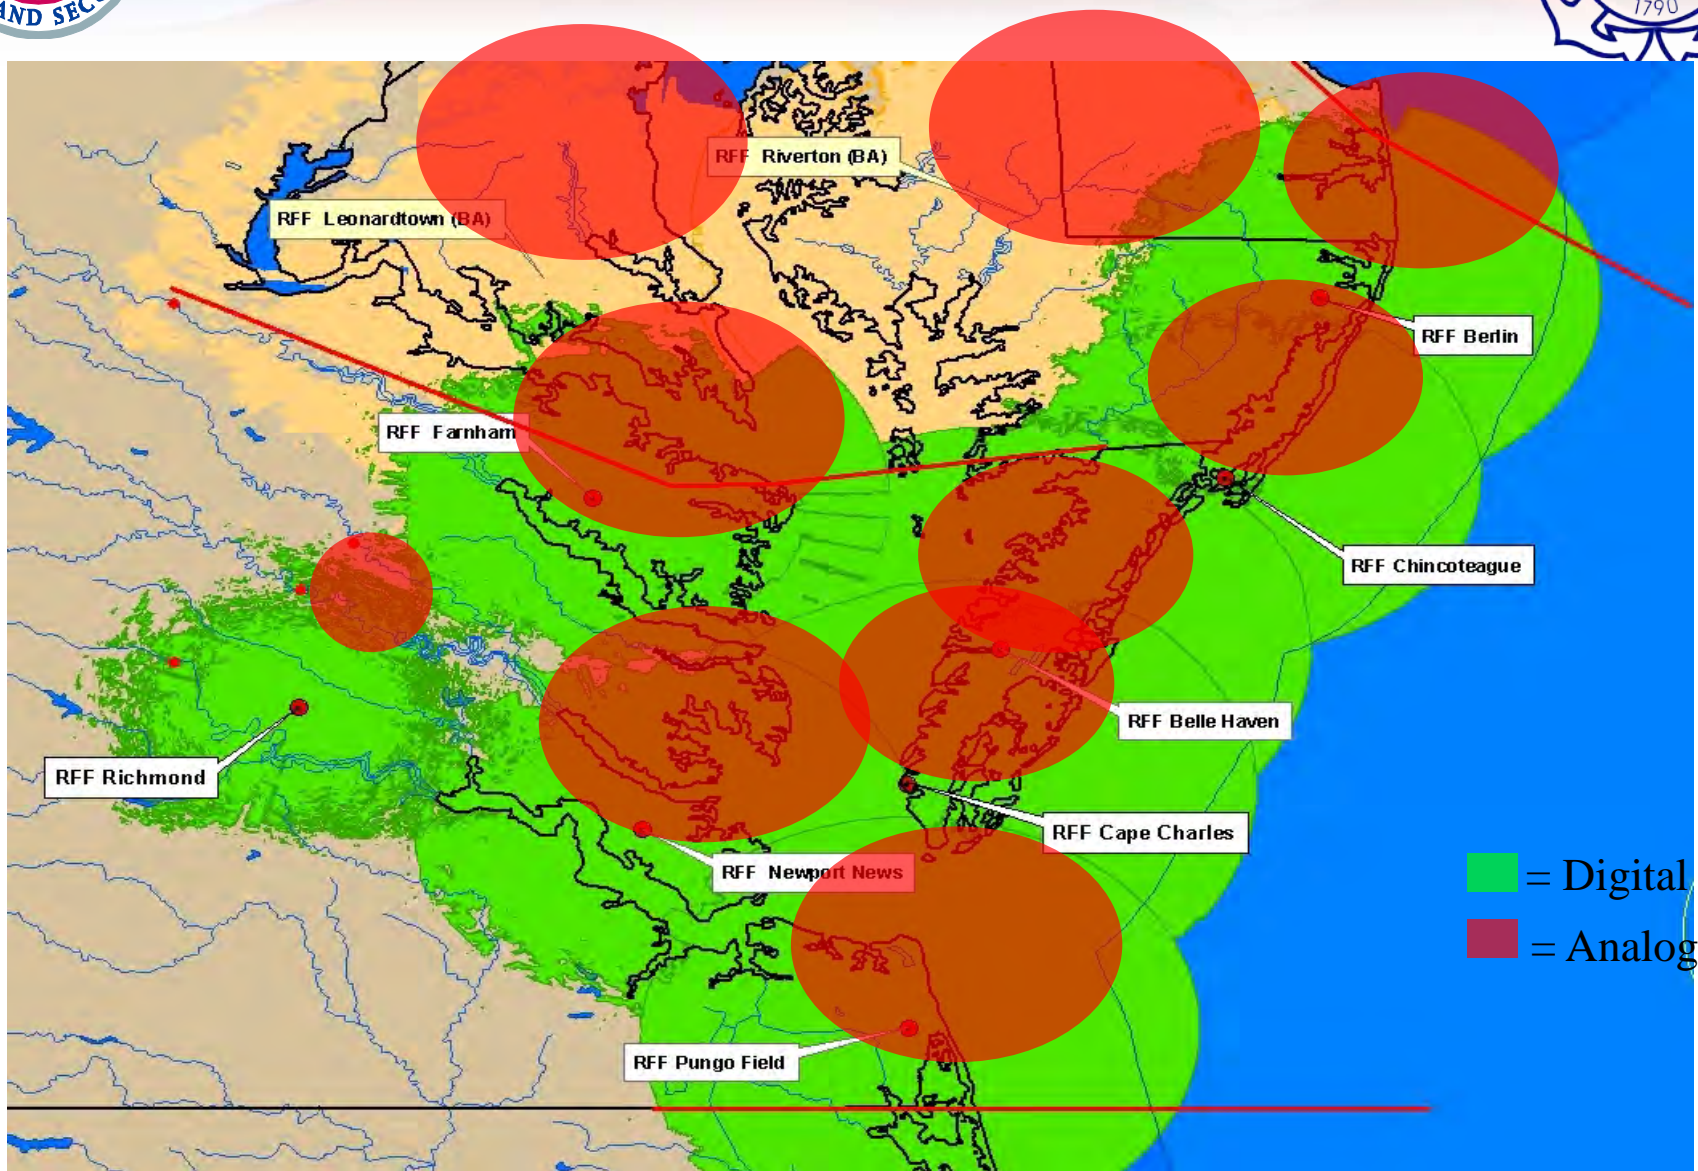 AND SEC
1790
RFF Riverton (BA)
RFF Leonardtown (BA)
RFF Berlin
RFF Farnham
RFF Chincoteague
RFF Belle Haven
RFF Richmond
RFF Cape Charles
RFF Newport News
= Digital
= Analog
RFF Pungo Field